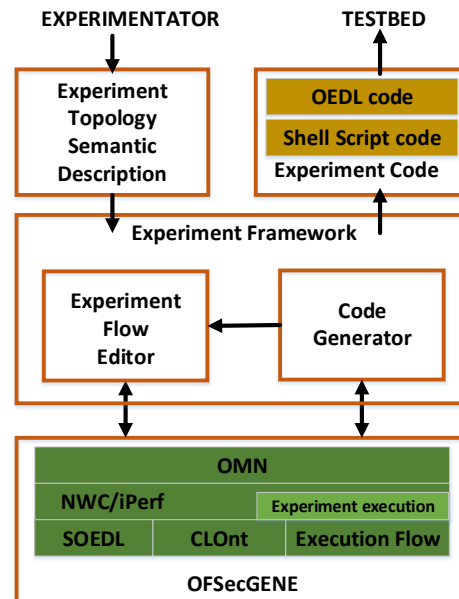 EXPERIMENTATOR
TESTBED
Experiment
Topology
Semantic
Description
OEDL code
Shell Script code
Experiment Code
Experiment Framework
Experiment
Flow
Editor
Code
Generator
OMN
NWC/iPerf
Experiment execution
SOEDL
CLOnt
Execution Flow
OFSecGENE